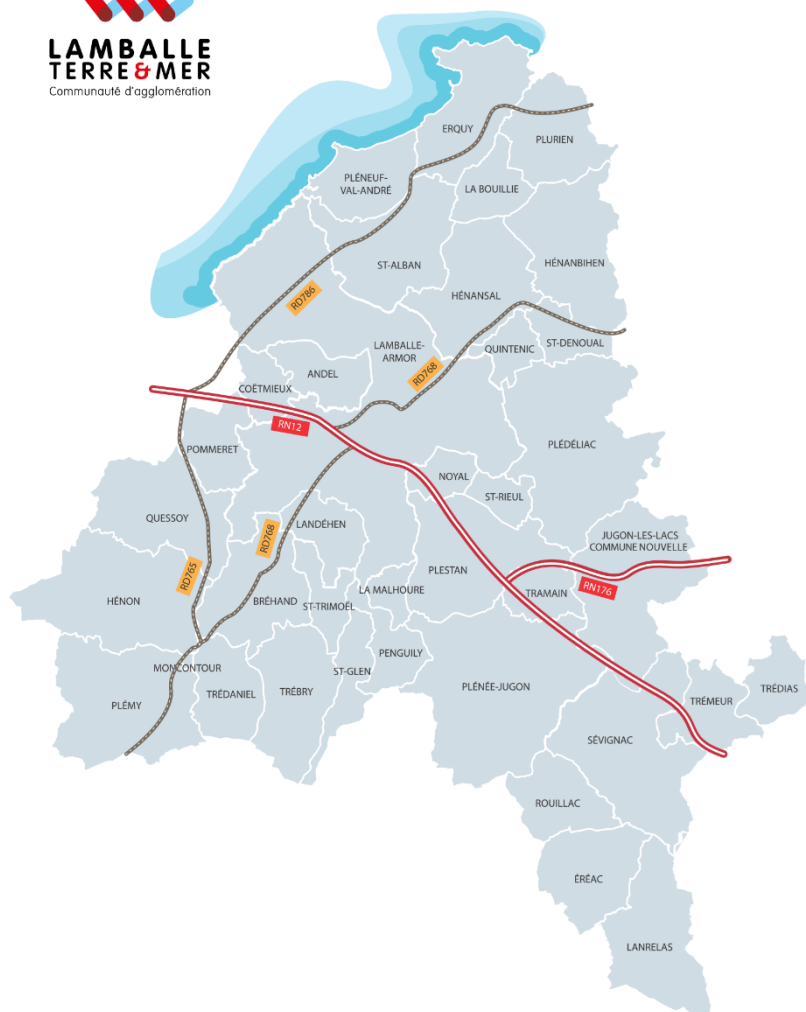 LAMBALLE
TERRE & MER
Communauté d'agglomération
ERQUY
PLURIEN
PLÉNEUF-
VAL-ANDRÉ
LA BOUILLIE
ST-ALBAN
HÉNANBIHEN
HÉNANSAL
RD786
LAMBALLE-
ARMOR
QUINTENIC
ST-DENOUAL
ANDEL
RD768
COËTMIEUX
RN12
POMMERET
PLÉDÉLIAC
NOYAL
ST-RIEUL
QUESSOY
RD768
LANDÉHEN
JUGON-LES-LACS
COMMUNE NOUVELLE
PLESTAN
RD765
LA MALHOURE
TRAMAIN
RN176
HÉNON
BRÉHAND
ST-TRIMOËL
PENGUILY
MONCONTOUR
ST-GLEN
PLÉNÉE-JUGON
TRÉDANIEL
TRÉBRY
TRÉDIAS
TRÉMEUR
PLÉMY
SÉVIGNAC
ROUILLAC
ÉRÉAC
LANRELAS